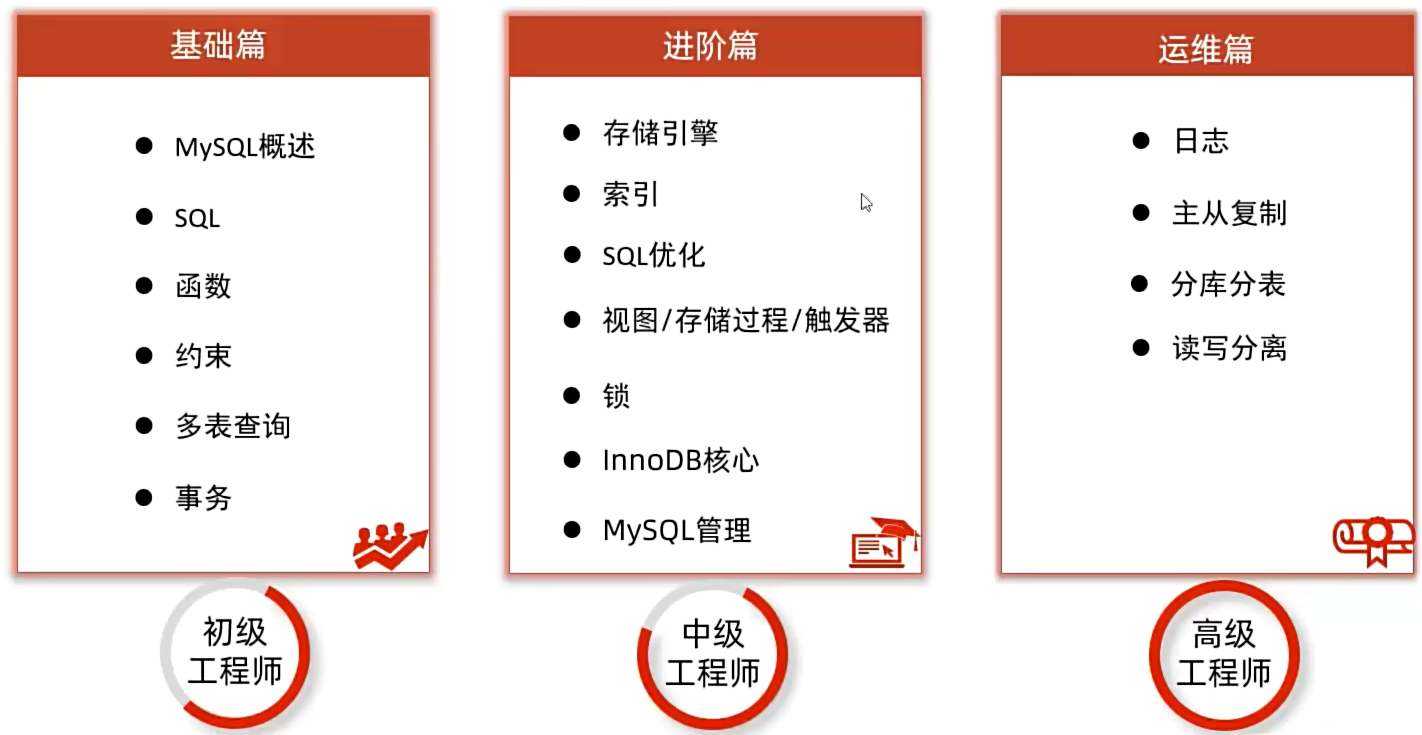 基础篇
MySQL概述
SQL
函数
约束
多表查询
事务
初级
工程师
进阶篇
存储引擎
索引
SQL优化
视图/存储过程/触发器
锁
InnoDB核心
MySQL管理
中级
工程师
运维篇
日志
主从复制
分库分表
读写分离
高级
工程师